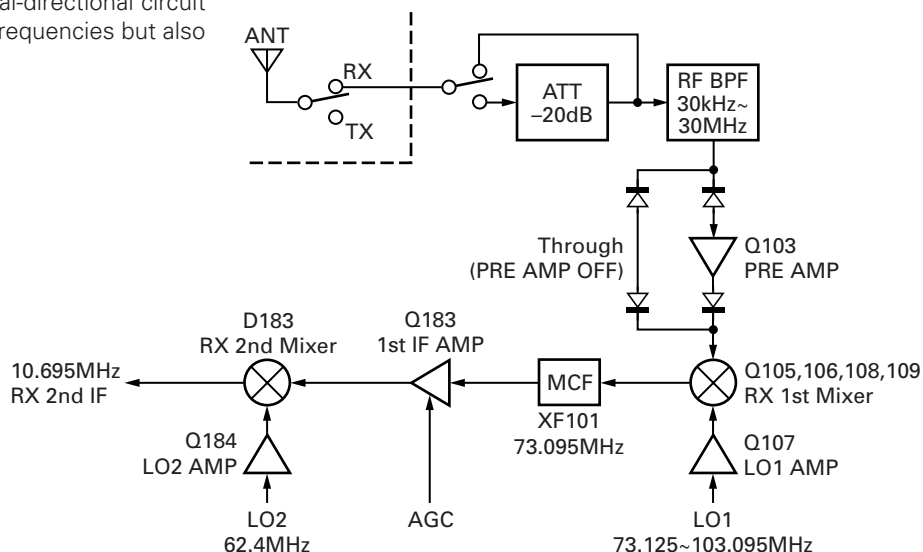 al-directional circuit
requencies but also
ANT
RX
TX
ATT
–20dB
RF BPF
30kHz~
30MHz
Through
(PRE AMP OFF)
Q103
PRE AMP
D183
RX 2nd Mixer
Q183
1st IF AMP
10.695MHz
RX 2nd IF
MCF
XF101
73.095MHz
Q105,106,108,109
RX 1st Mixer
Q184
LO2 AMP
Q107
LO1 AMP
LO2
62.4MHz
AGC
LO1
73.125~103.095MHz